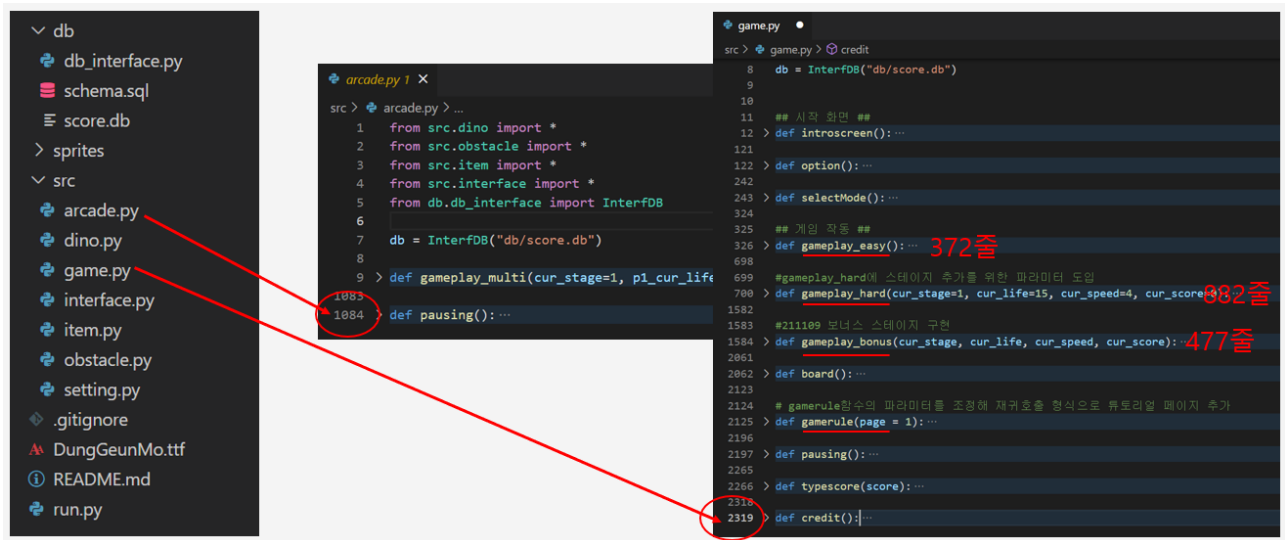 db
db_interface.py
schema.sql
score.db
sprites
src
arcade.py
dino.py
game.py
interface.py
item.py
obstacle.py
setting.py
.gitignore
DungGeunMo.ttf
README.md
run.py
arcade.py 1
src > arcade.py > ...
1 from src.dino import *
2 from src.obstacle import *
3 from src.item import *
4 from src.interface import *
5 from db.db_interface import InterfDB
6
7 db = InterfDB("db/score.db")
8
9 > def gameplay_multi(cur_stage=1, p1_cur_life
1083
1084 > def pausing(): ...
game.py
src > game.py > credit
8 db = InterfDB("db/score.db")
9
10
11 ## 시작 화면 ##
12 > def introscreen(): ...
121
122 > def option(): ...
242
243 > def selectMode(): ...
324
325 ## 게임 작동 ##
326 > def gameplay_easy(): ... 372줄
698
699 #gameplay_hard에 스테이지 추가를 위한 파라미터 도입
700 > def gameplay_hard(cur_stage=1, cur_life=15, cur_speed=4, cur_score= 882줄
1582
1583 #211109 보너스 스테이지 구현
1584 > def gameplay_bonus(cur_stage, cur_life, cur_speed, cur_score): ... 477줄
2061
2062 > def board(): ...
2123
2124 # gamerule함수의 파라미터를 조정해 재귀호출 형식으로 튜토리얼 페이지 추가
2125 > def gamerule(page = 1): ...
2196
2197 > def pausing(): ...
2265
2266 > def typescore(score): ...
2318
2319 > def credit(): ...